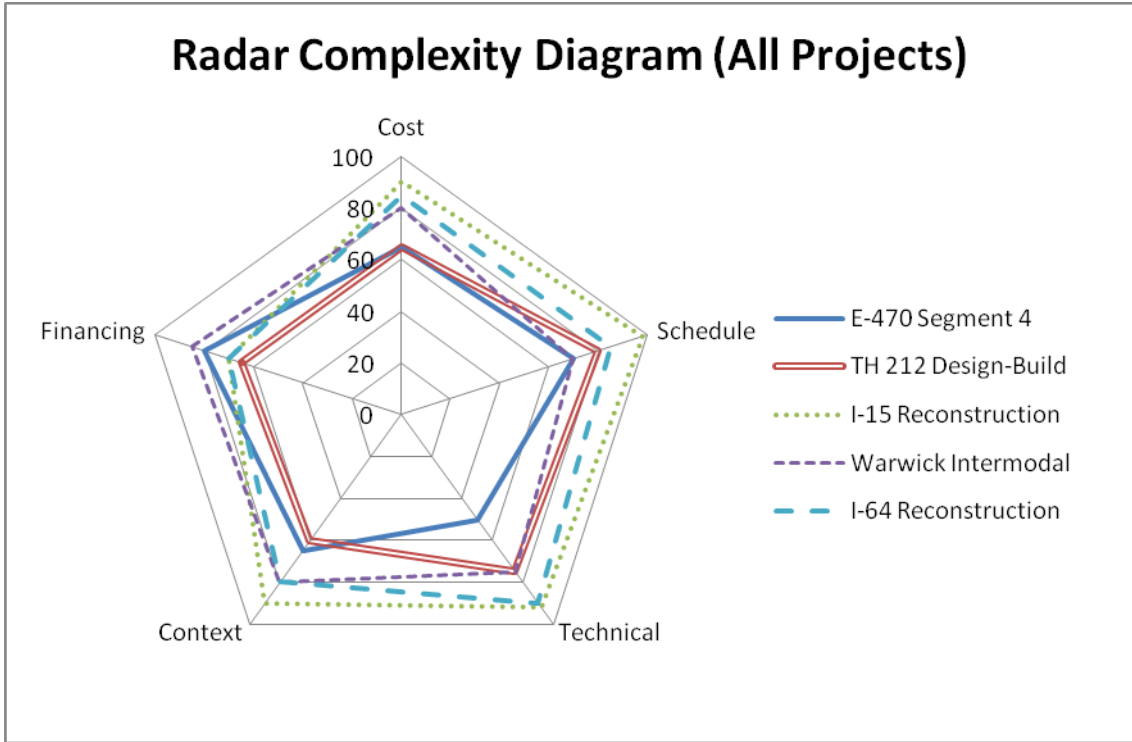 Radar Complexity Diagram (All Projects)
Cost
100
80
60
40
20
0
Financing
Schedule
Context
Technical
E-470 Segment 4
TH 212 Design-Build
I-15 Reconstruction
Warwick Intermodal
I-64 Reconstruction